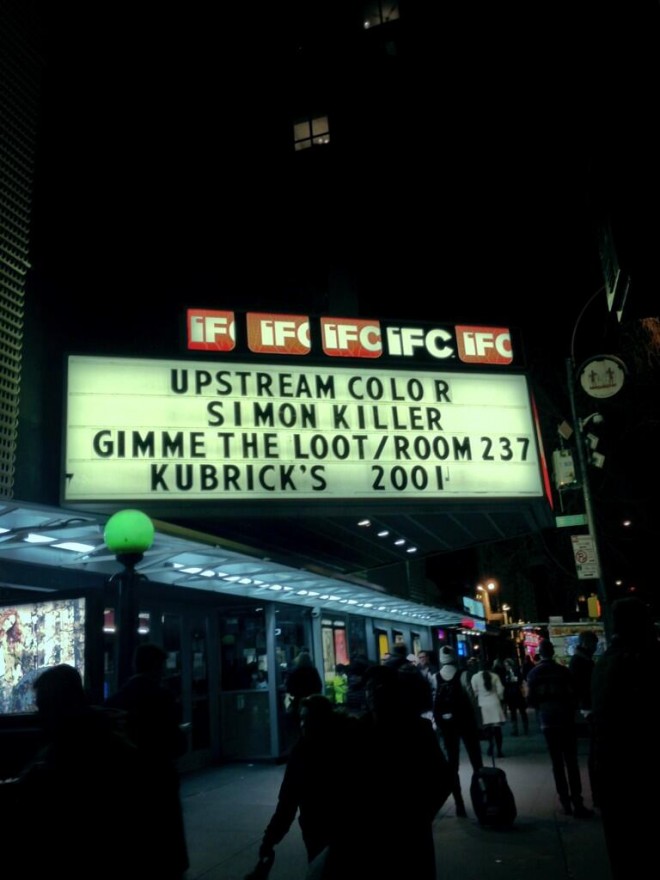 iFC iFC iFC iFC iFC
UPSTREAM COLOR
SIMON KILLER
GIMME THE LOOT/ROOM 237
KUBRICK'S 2001